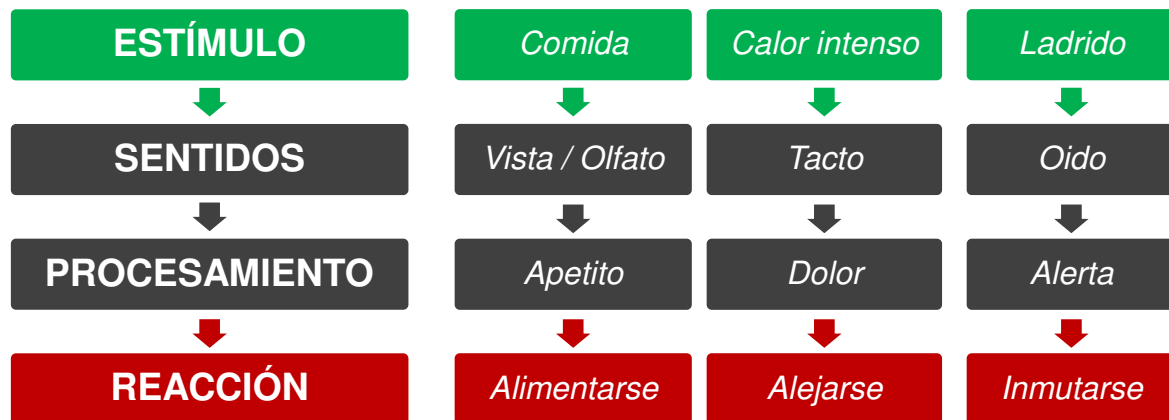 ESTÍMULO
Comida
Calor intenso
Ladrido
SENTIDOS
Vista / Olfato
Tacto
Oido
PROCESAMIENTO
Apetito
Dolor
Alerta
REACCIÓN
Alimentarse
Alejarse
Inmutarse